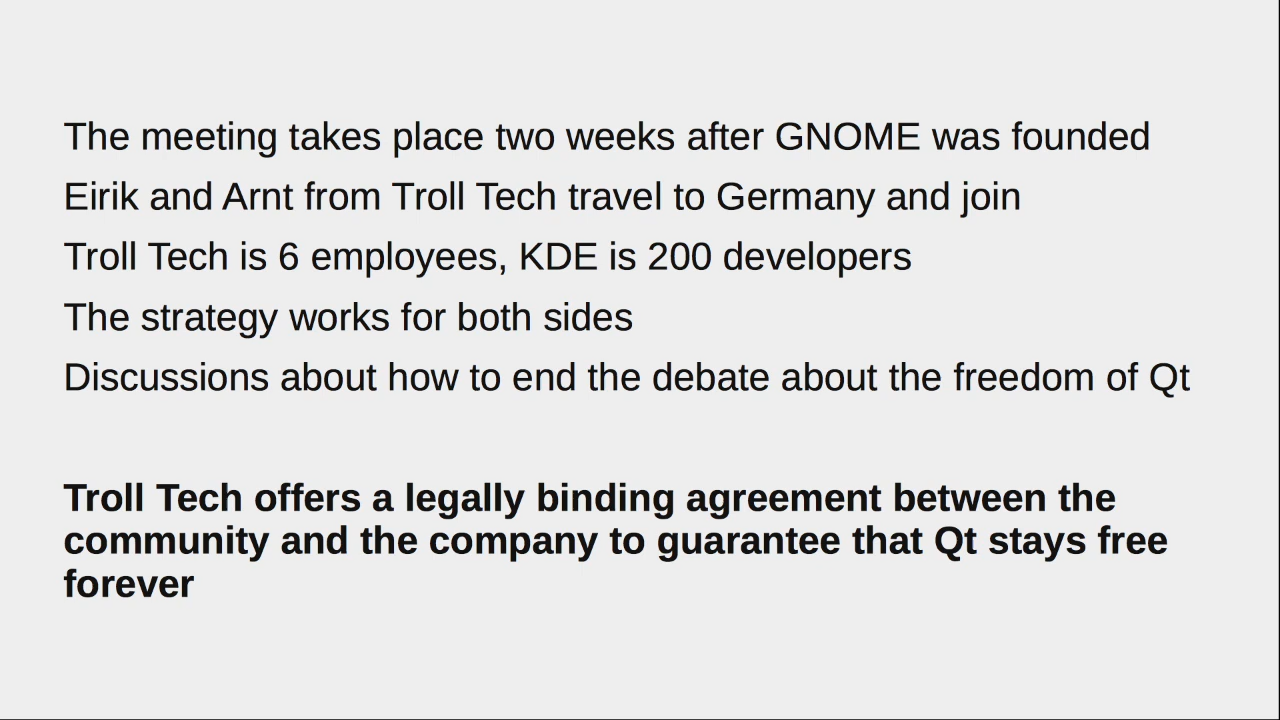 The meeting takes place two weeks after GNOME was founded
Eirik and Arnt from Troll Tech travel to Germany and join
Troll Tech is 6 employees, KDE is 200 developers
The strategy works for both sides
Discussions about how to end the debate about the freedom of Qt
Troll Tech offers a legally binding agreement between the
community and the company to guarantee that Qt stays free
forever